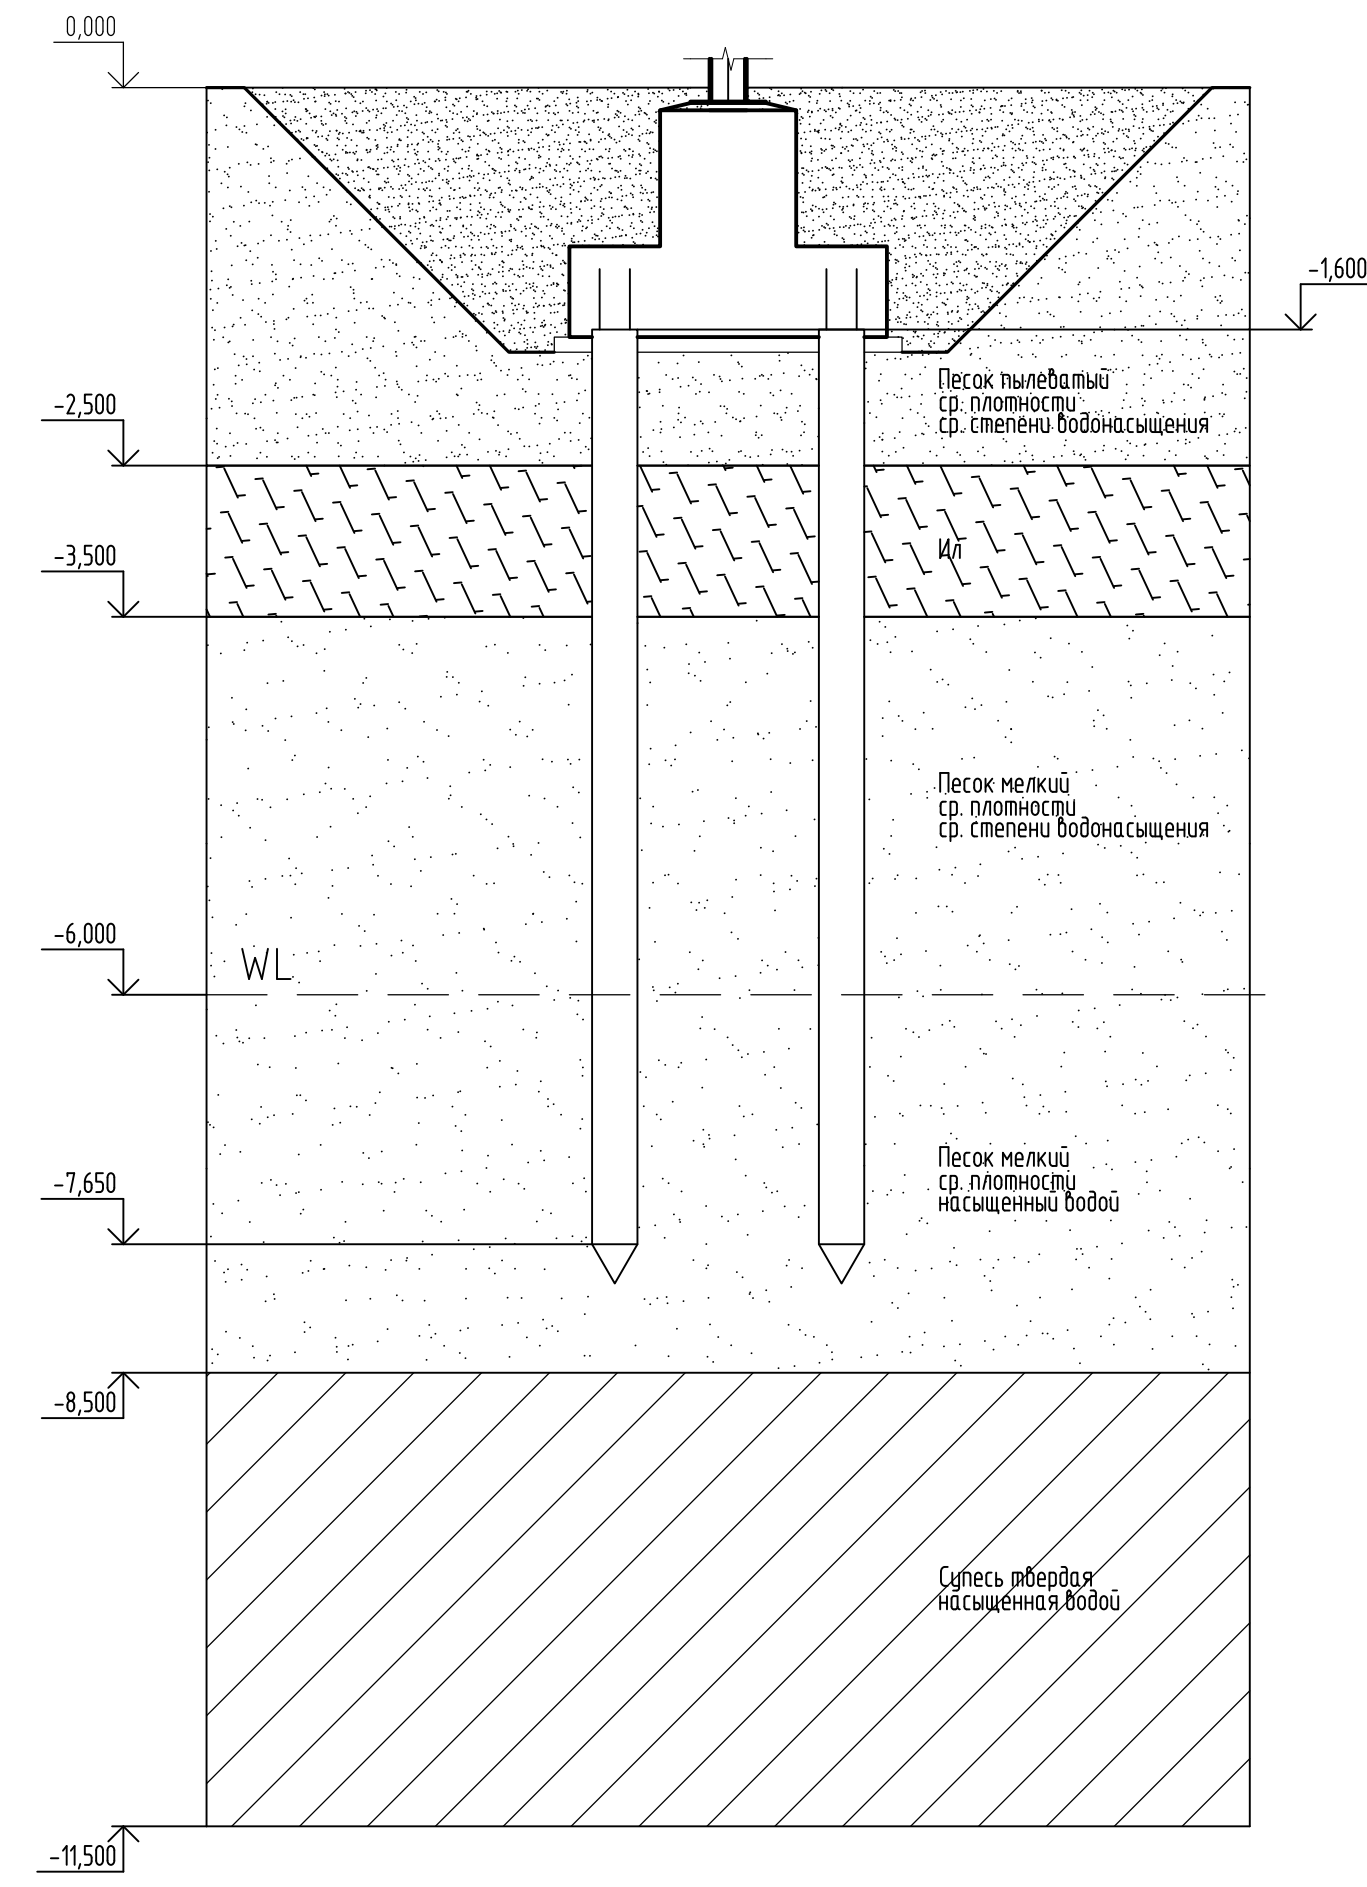 0,000
-1,600
Песок пылеватый
ср. плотности
ср. степени водонасыщения
-2,500
Ил
-3,500
Песок мелкий
ср. плотности
ср. степени водонасыщения
-6,000
WL
Песок мелкий
ср. плотности
насыщенный водой
-7,650
-8,500
Супесь твердая
насыщенная водой
-11,500